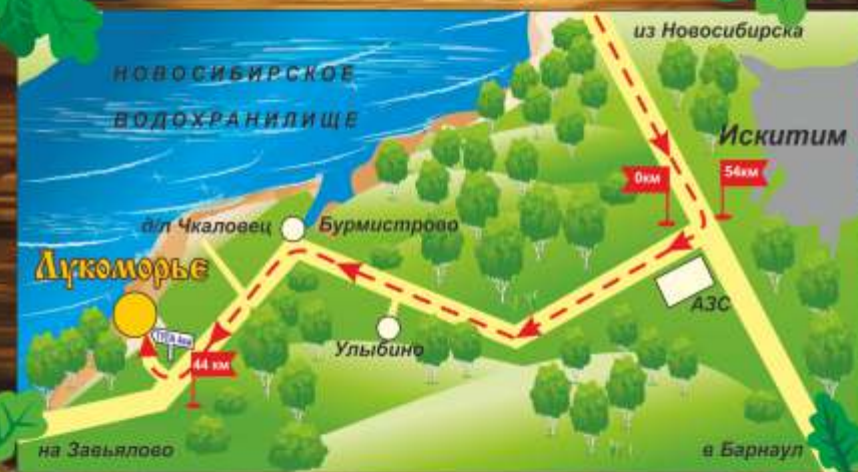 из Новосибирска
НОВОСИБИРСКОЕ
ВОДОХРАНИЛИЩЕ
Искитим
0км
54км
д/л Чкаловец
Бурмистрово
Лукоморье
АЗС
Улыбино
44 км
на Завьялово
в Барнаул